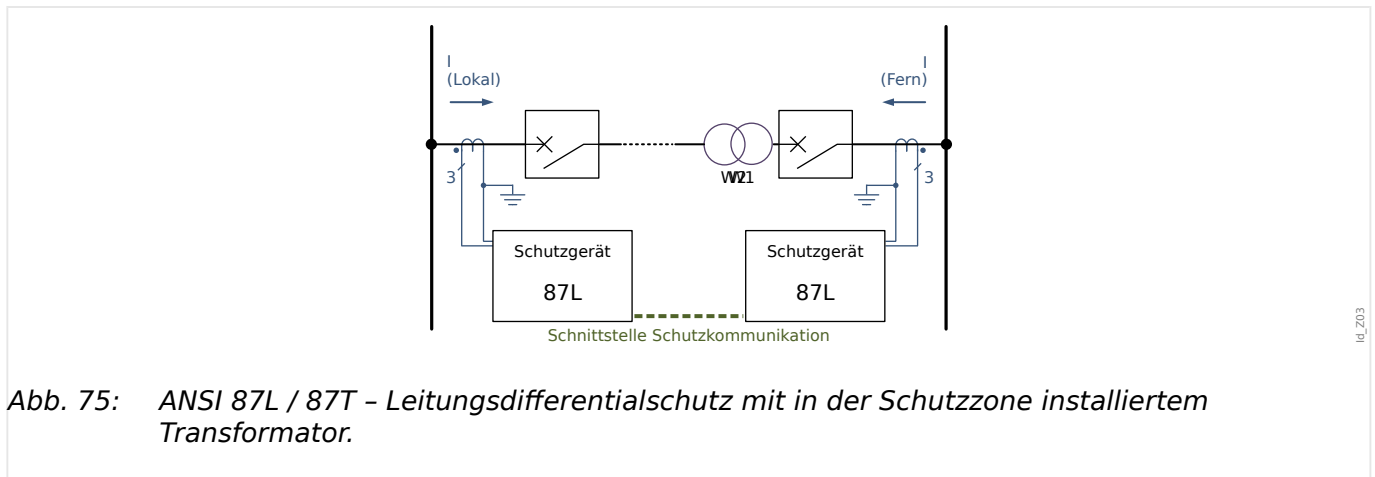 I
(Lokal)
I
(Fern)
3
3
W2
W1
Schutzgerät
87L
Schutzgerät
87L
Schnittstelle Schutzkommunikation
ld_Z03
Abb. 75: ANSI 87L / 87T – Leitungsdifferentialschutz mit in der Schutzzone installiertem
Transformator.